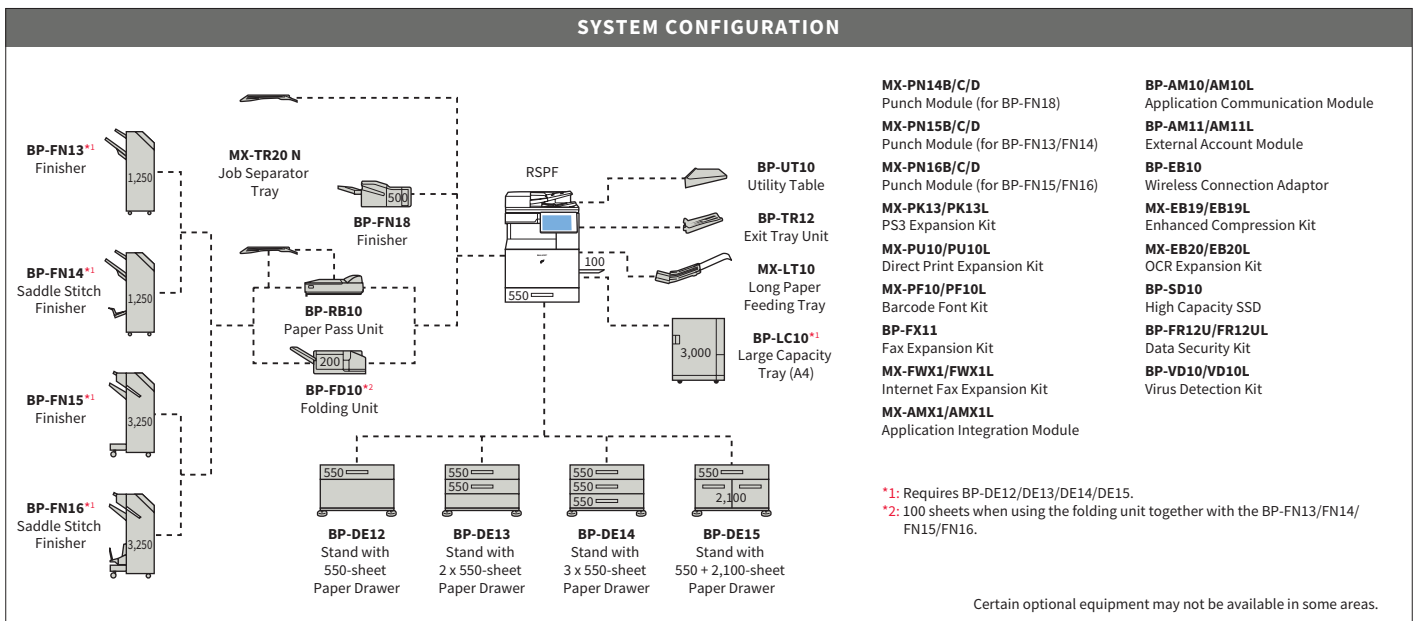 SYSTEM CONFIGURATION
BP-FN13*1
Finisher
1,250
BP-FN14*1
Saddle Stitch
Finisher
1,250
BP-FN15*1
Finisher
3,250
BP-FN16*1
Saddle Stitch
Finisher
3,250
MX-TR20 N
Job Separator
Tray
500
BP-FN18
Finisher
BP-RB10
Paper Pass Unit
200
BP-FD10*2
Folding Unit
RSPF
100
550
BP-UT10
Utility Table
BP-TR12
Exit Tray Unit
MX-LT10
Long Paper
Feeding Tray
BP-LC10*1
Large Capacity
Tray (A4)
3,000
550
BP-DE12
Stand with
550-sheet
Paper Drawer
550
550
BP-DE13
Stand with
2 x 550-sheet
Paper Drawer
550
550
550
BP-DE14
Stand with
3 x 550-sheet
Paper Drawer
550
2,100
BP-DE15
Stand with
550 + 2,100-sheet
Paper Drawer
MX-PN14B/C/D
Punch Module (for BP-FN18)
MX-PN15B/C/D
Punch Module (for BP-FN13/FN14)
MX-PN16B/C/D
Punch Module (for BP-FN15/FN16)
MX-PK13/PK13L
PS3 Expansion Kit
MX-PU10/PU10L
Direct Print Expansion Kit
MX-PF10/PF10L
Barcode Font Kit
BP-FX11
Fax Expansion Kit
MX-FWX1/FWX1L
Internet Fax Expansion Kit
MX-AMX1/AMX1L
Application Integration Module
BP-AM10/AM10L
Application Communication Module
BP-AM11/AM11L
External Account Module
BP-EB10
Wireless Connection Adaptor
MX-EB19/EB19L
Enhanced Compression Kit
MX-EB20/EB20L
OCR Expansion Kit
BP-SD10
High Capacity SSD
BP-FR12U/FR12UL
Data Security Kit
BP-VD10/VD10L
Virus Detection Kit
*1: Requires BP-DE12/DE13/DE14/DE15.
*2: 100 sheets when using the folding unit together with the BP-FN13/FN14/
FN15/FN16.
Certain optional equipment may not be available in some areas.